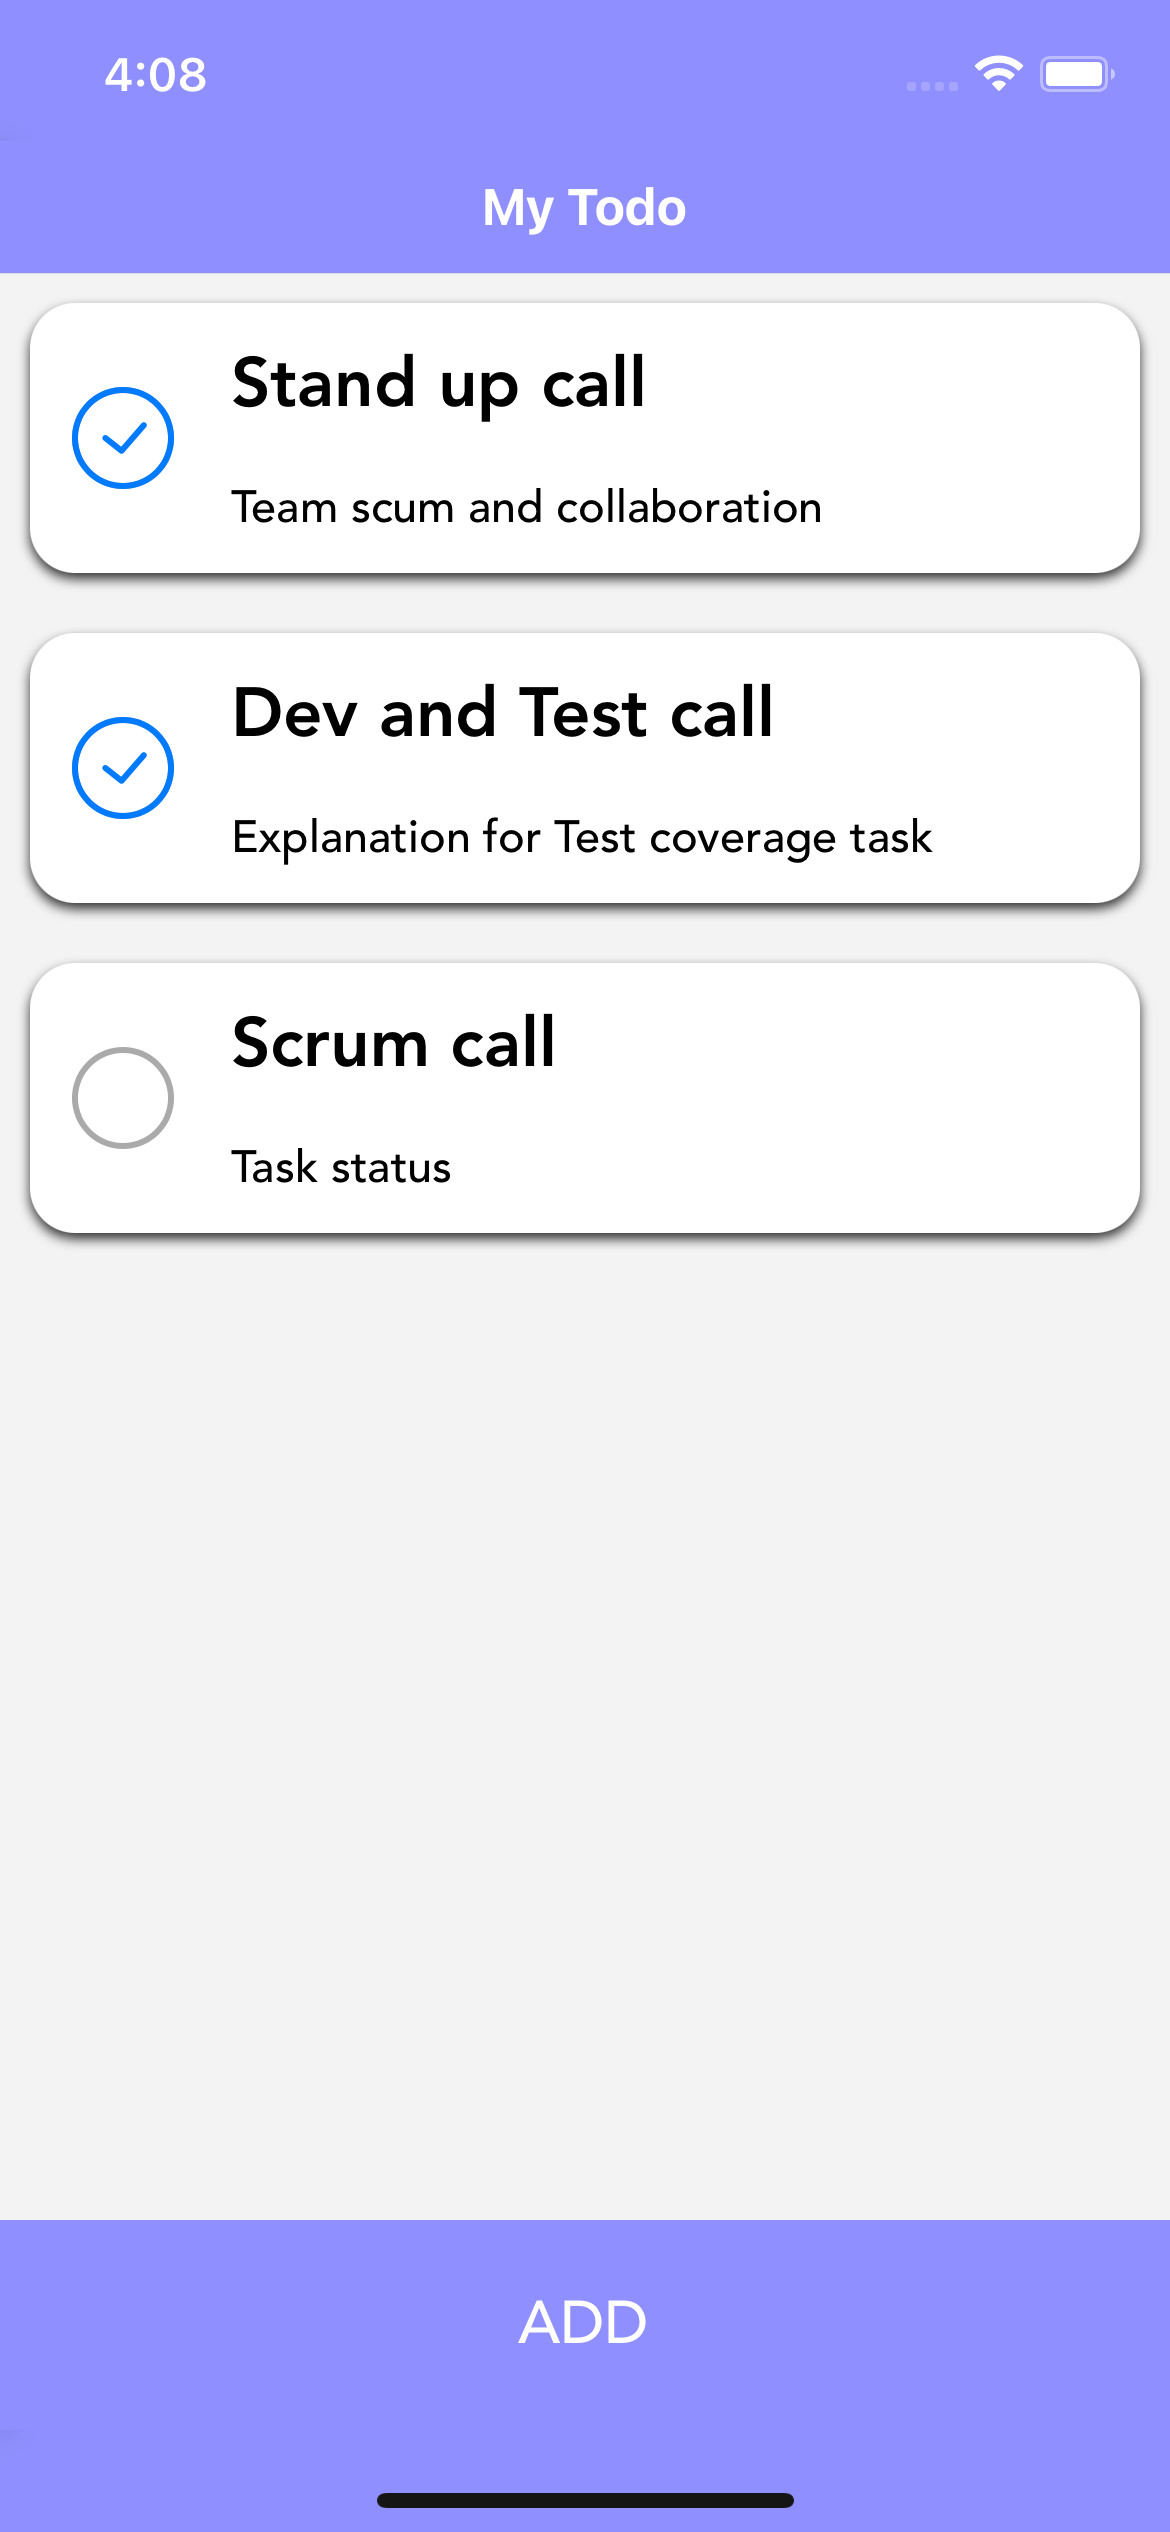 4:08
My Todo
Stand up call
Team scum and collaboration
Dev and Test call
Explanation for Test coverage task
Scrum call
Task status
ADD